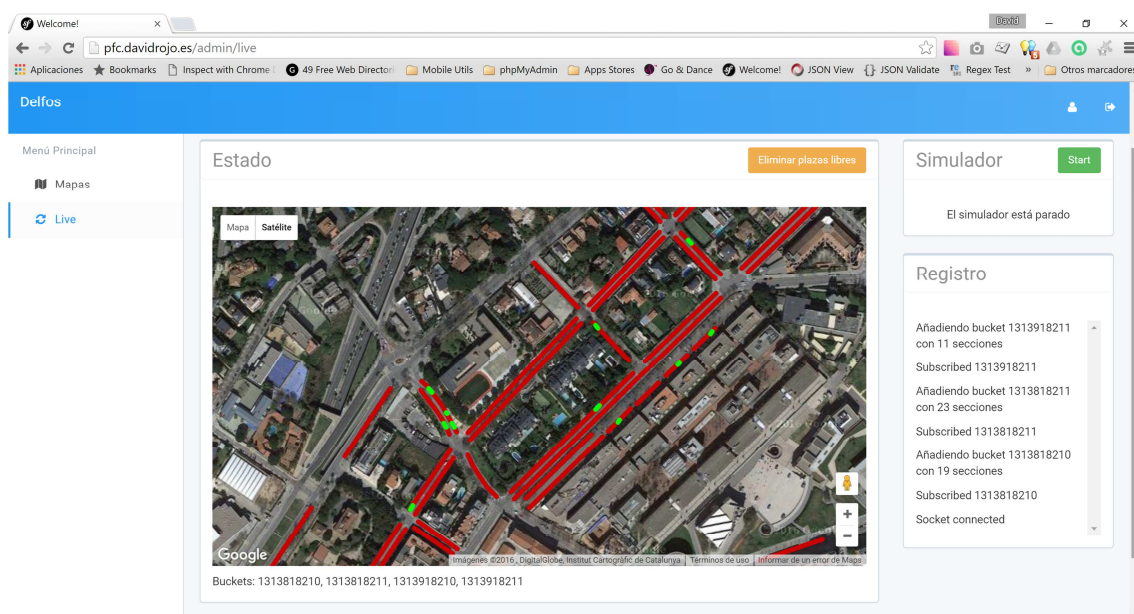 Welcome!
David
pfc.davidrojo.es/admin/live
Aplicaciones Bookmarks Inspect with Chrome 49 Free Web Director Mobile Utils phpMyAdmin Apps Stores Go & Dance Welcome! JSON View JSON Validate Regex Test » Otros marcadores
Delfos
Menú Principal
Mapas
Live
Estado
Eliminar plazas libres
Mapa Satélite
Google
Imágenes ©2016 , DigitalGlobe, Institut Cartogràfic de Catalunya Términos de uso Informar de un error de Maps
Buckets: 1313818210, 1313818211, 1313918210, 1313918211
Simulador
Start
El simulador está parado
Registro
Añadiendo bucket 1313918211
con 11 secciones
Subscribed 1313918211
Añadiendo bucket 1313818211
con 23 secciones
Subscribed 1313818211
Añadiendo bucket 1313818210
con 19 secciones
Subscribed 1313818210
Socket connected